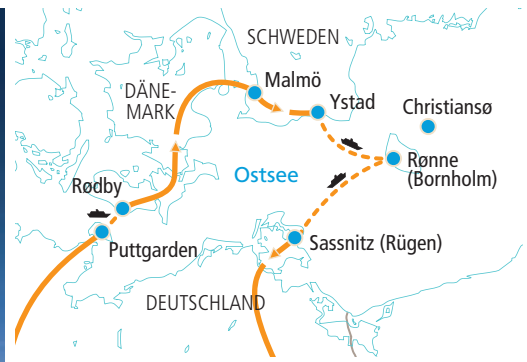 SCHWEDEN
Malmö
DÄNE-
MARK
Ystad
Christiansø
Rønne
(Bornholm)
Ostsee
Rødby
Puttgarden
Sassnitz (Rügen)
DEUTSCHLAND